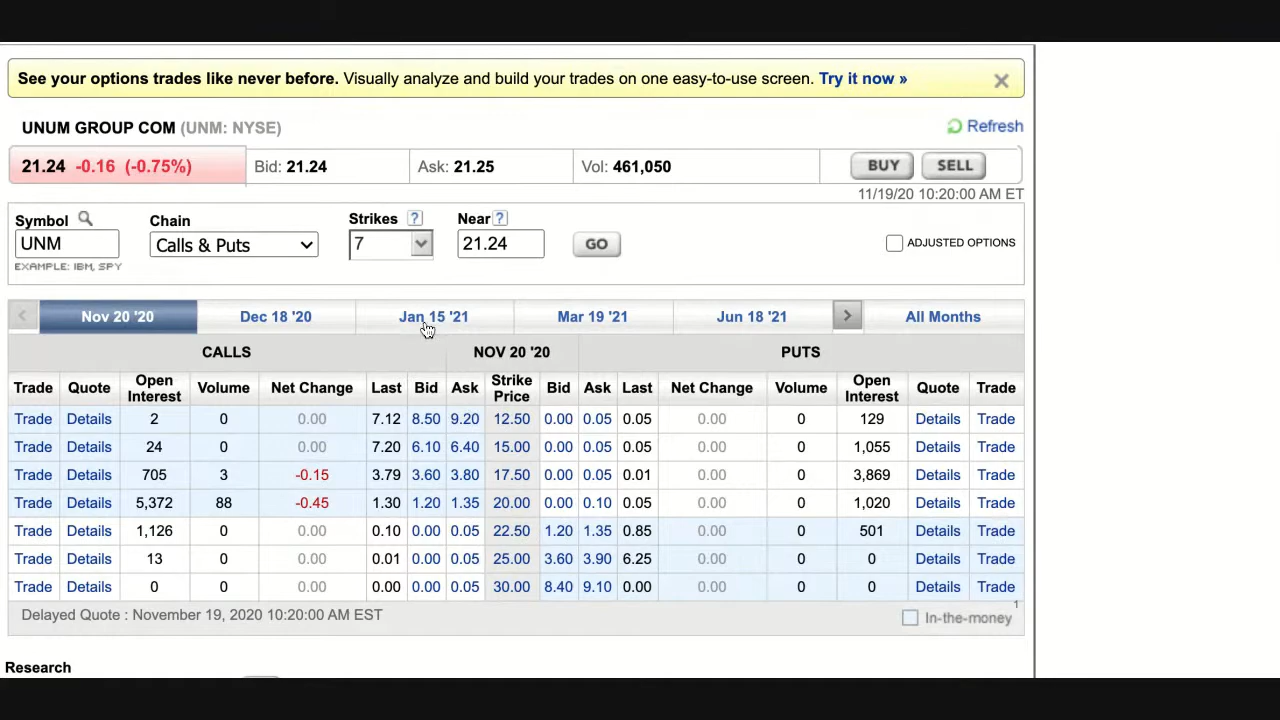 See your options trades like never before. Visually analyze and build your trades on one easy-to-use screen. Try it now »
UNUM GROUP COM (UNM: NYSE)
Refresh
21.24 -0.16 (-0.75%) Bid: 21.24 Ask: 21.25 Vol: 461,050 BUY SELL
11/19/20 10:20:00 AM ET
Symbol Chain Strikes ? Near ?
UNM Calls & Puts 7 21.24 GO ADJUSTED OPTIONS
EXAMPLE: IBM, SPY
< Nov 20 '20 Dec 18 '20 Jan 15 '21 Mar 19 '21 Jun 18 '21 > All Months
CALLS NOV 20 '20 PUTS
Trade Quote Open Interest Volume Net Change Last Bid Ask Strike Price Bid Ask Last Net Change Volume Open Interest Quote Trade
Trade Details 2 0 0.00 7.12 8.50 9.20 12.50 0.00 0.05 0.05 0.00 0 129 Details Trade
Trade Details 24 0 0.00 7.20 6.10 6.40 15.00 0.00 0.05 0.05 0.00 0 1,055 Details Trade
Trade Details 705 3 -0.15 3.79 3.60 3.80 17.50 0.00 0.05 0.01 0.00 0 3,869 Details Trade
Trade Details 5,372 88 -0.45 1.30 1.20 1.35 20.00 0.00 0.10 0.05 0.00 0 1,020 Details Trade
Trade Details 1,126 0 0.00 0.10 0.00 0.05 22.50 1.20 1.35 0.85 0.00 0 501 Details Trade
Trade Details 13 0 0.00 0.01 0.00 0.05 25.00 3.60 3.90 6.25 0.00 0 0 Details Trade
Trade Details 0 0 0.00 0.00 0.00 0.05 30.00 8.40 9.10 0.00 0.00 0 0 Details Trade
Delayed Quote : November 19, 2020 10:20:00 AM EST
1
In-the-money
Research